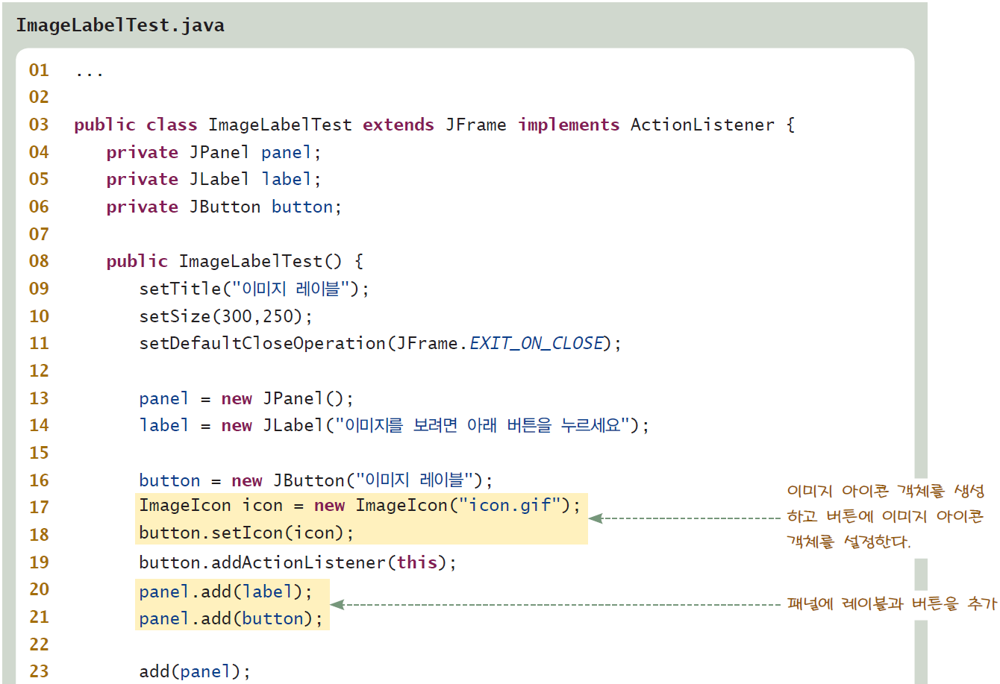 ImageLabelTest.java
01 ...
02
03 public class ImageLabelTest extends JFrame implements ActionListener {
04 private JPanel panel;
05 private JLabel label;
06 private JButton button;
07
08 public ImageLabelTest() {
09 setTitle("이미지 레이블");
10 setSize(300,250);
11 setDefaultCloseOperation(JFrame.EXIT_ON_CLOSE);
12
13 panel = new JPanel();
14 label = new JLabel("이미지를 보려면 아래 버튼을 누르세요");
15
16 button = new JButton("이미지 레이블");
17 ImageIcon icon = new ImageIcon("icon.gif");
18 button.setIcon(icon);
이미지 아이콘 객체를 생성
하고 버튼에 이미지 아이콘
객체를 설정한다.
19 button.addActionListener(this);
20 panel.add(label);
21 panel.add(button);
패널에 레이블과 버튼을 추가
22
23 add(panel);